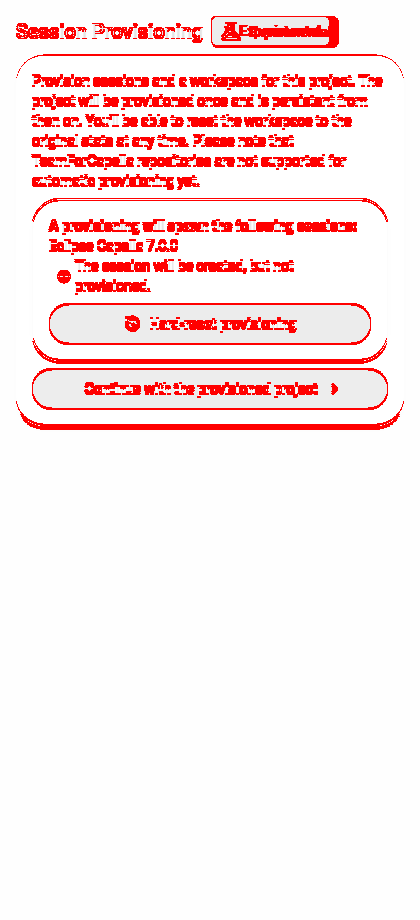 Session Provisioning Experimental
Provision sessions and a workspace for this project. The
project will be provisioned once and is persistent from
then on. You'll be able to reset the workspace to the
original state at any time. Please note that
TeamForCapella repositories are not supported for
automatic provisioning yet.
A provisioning will spawn the following sessions:
Eclipse Capella 7.0.0
The session will be created, but not
provisioned.
Hard-reset provisioning
Continue with the provisioned project